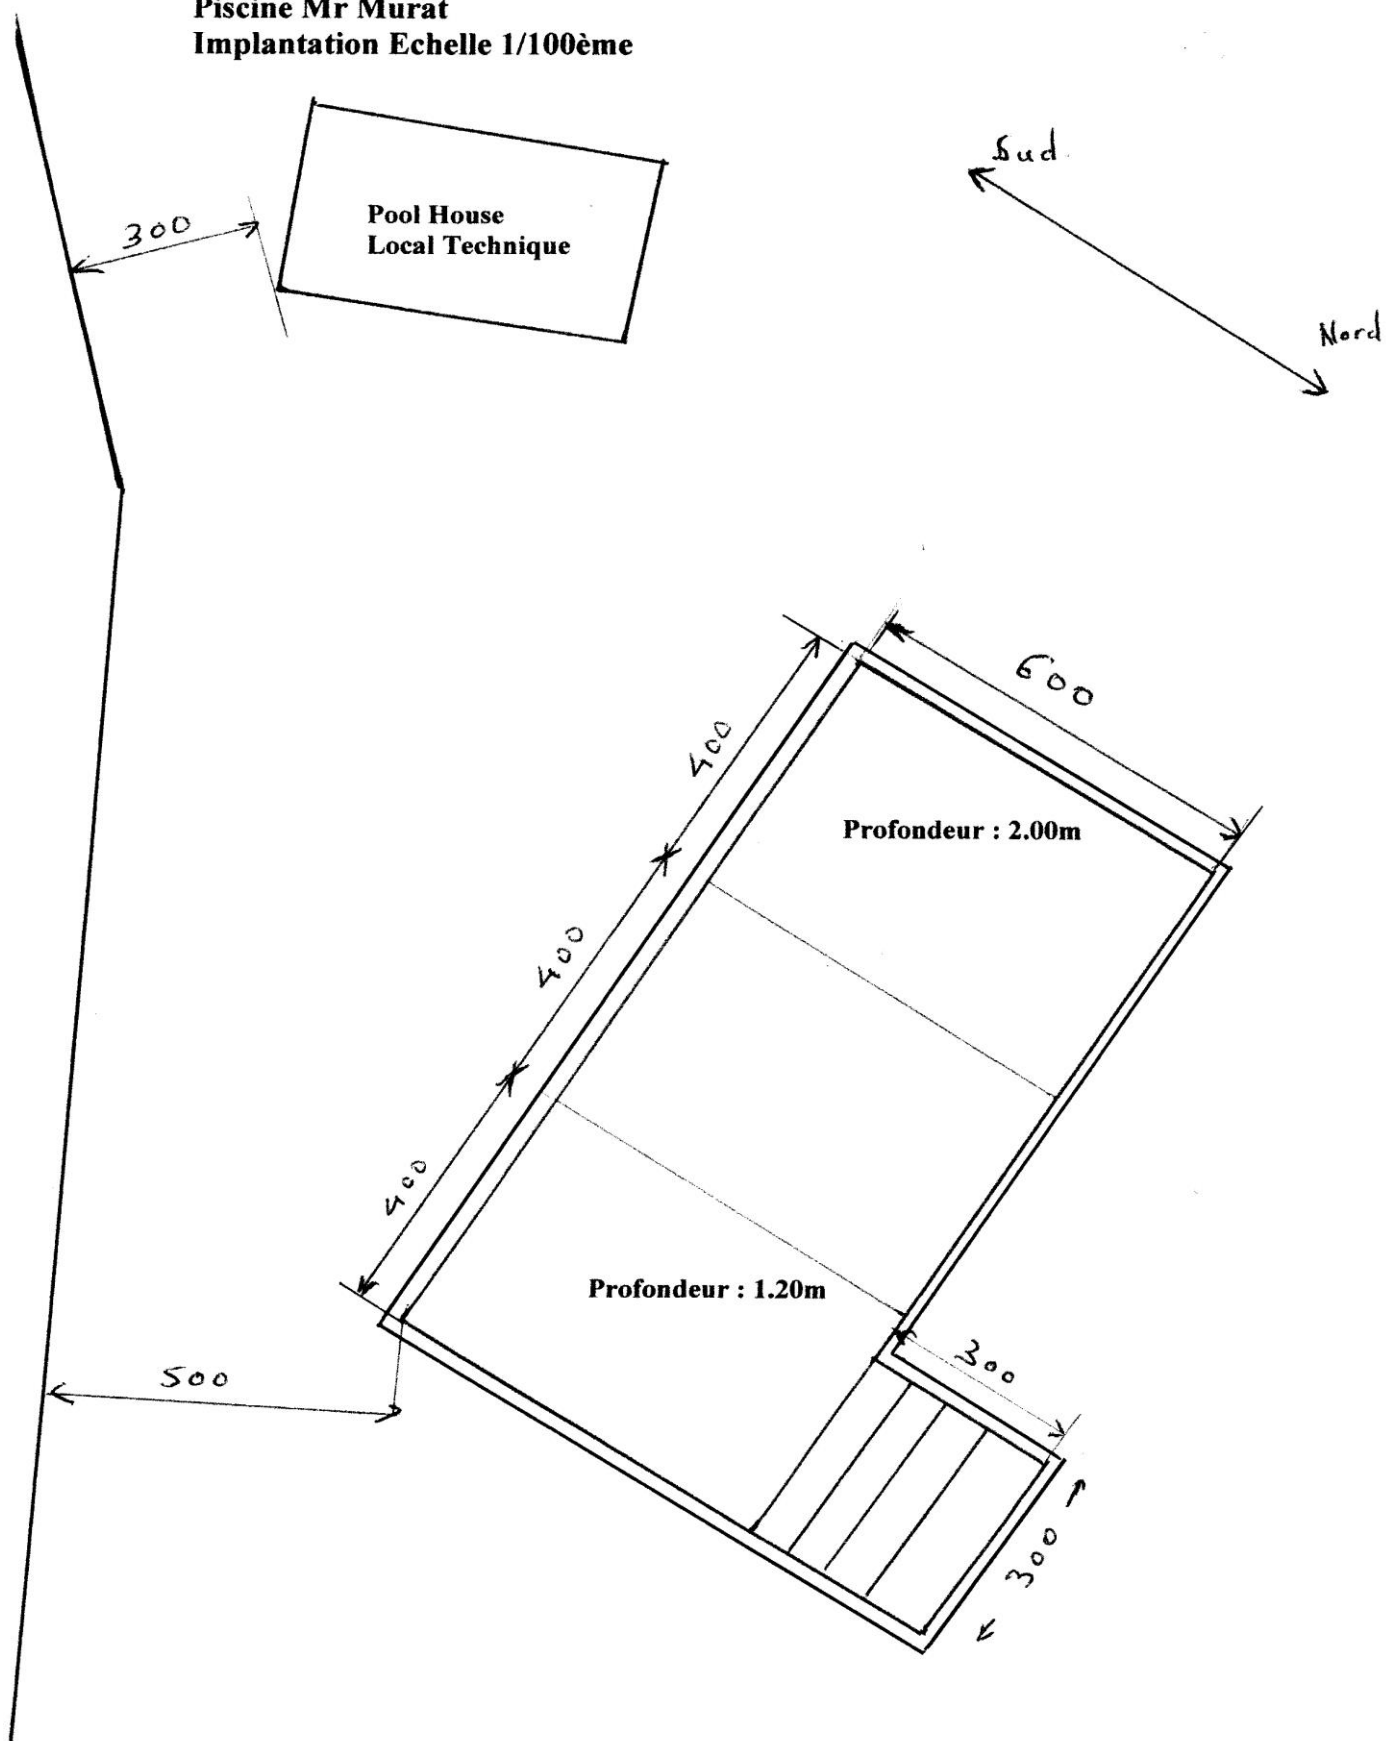 Piscine Mr Murat
Implantation Echelle 1/100ème
Sud
300
Pool House
Local Technique
Nord
600
400
Profondeur : 2.00m
400
400
Profondeur : 1.20m
300
500
300